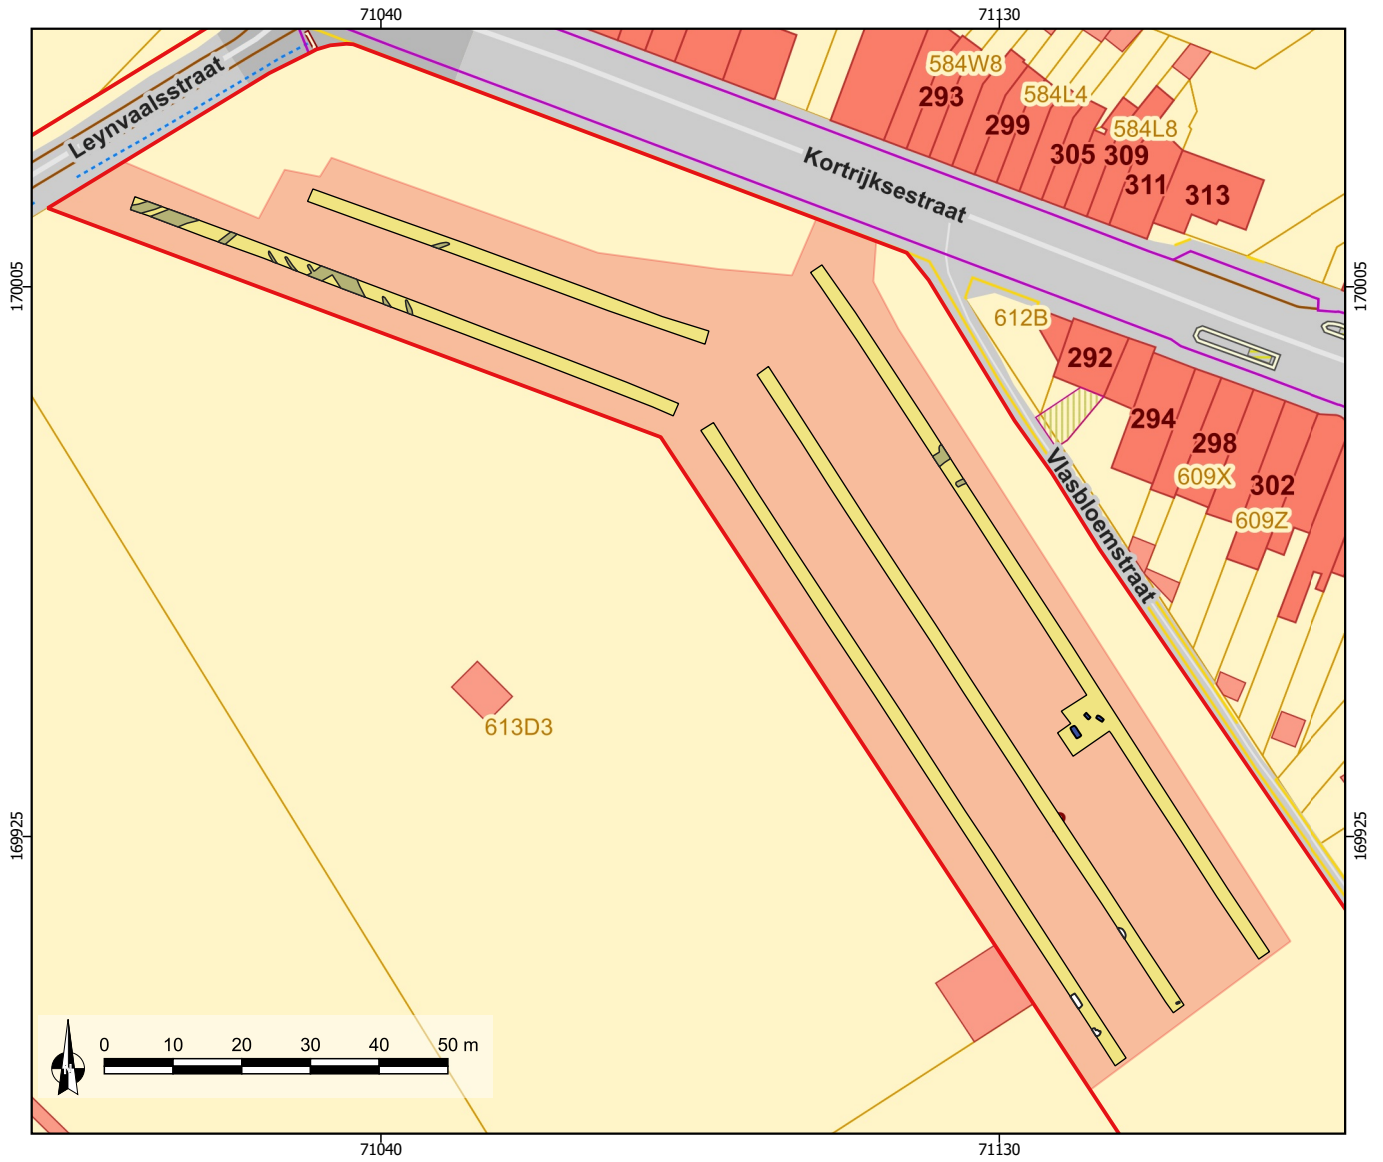 71040
71130
Leynvaalsstraat
584W8
293
584L4
299
584L8
305
309
311
313
Kortrijksestraat
170005
170005
612B
292
294
298
609X
302
609Z
Vlasbloemstraat
613D3
169925
169925
0 10 20 30 40 50 m
N
71040
71130